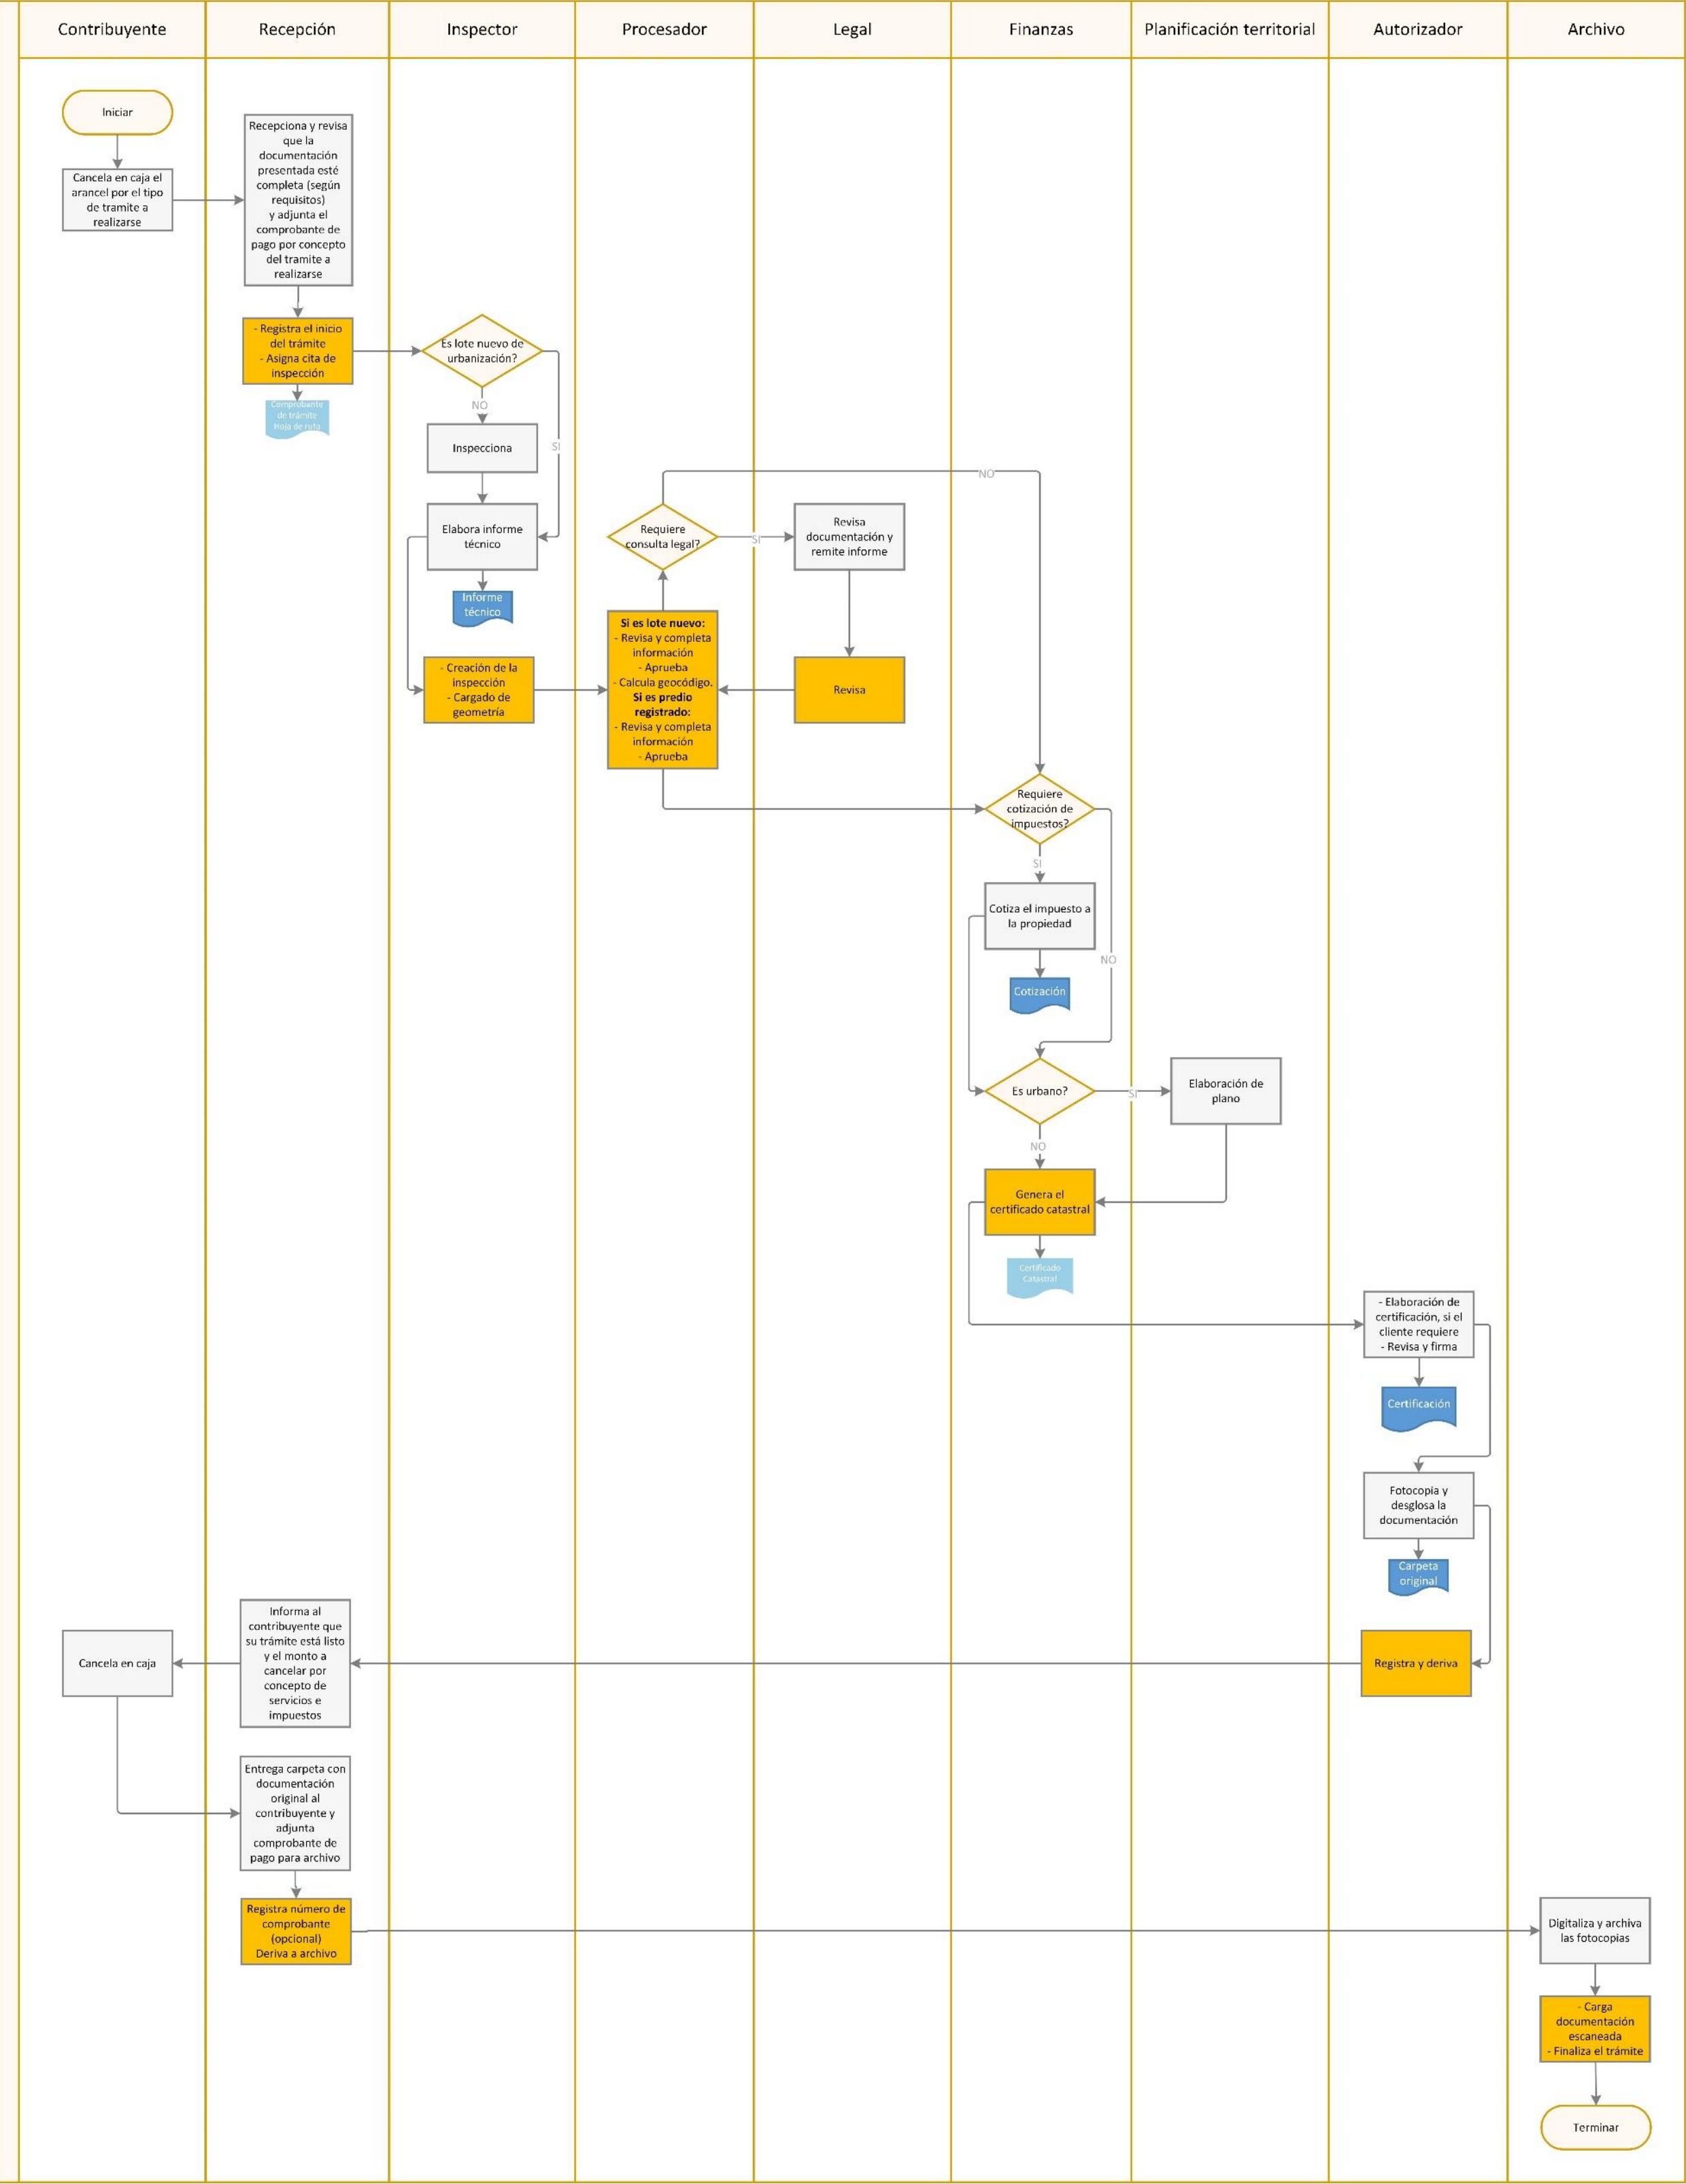 Contribuyente
Recepción
Inspector
Procesador
Legal
Finanzas
Planificación territorial
Autorizador
Archivo
Iniciar
Cancela en caja el
arancel por el tipo
de tramite a
realizarse
Recepciona y revisa
que la
documentación
presentada esté
completa (según
requisitos)
y adjunta el
comprobante de
pago por concepto
del tramite a
realizarse
- Registra el inicio
del trámite
- Asigna cita de
inspección
Comprobante
de trámite
Hoja de ruta
Es lote nuevo de
urbanización?
NO
SI
Inspecciona
Elabora informe
técnico
Informe
técnico
- Creación de la
inspección
- Cargado de
geometría
Requiere
consulta legal?
NO
SI
Si es lote nuevo:
- Revisa y completa
información
- Aprueba
- Calcula geocódigo.
Si es predio
registrado:
- Revisa y completa
información
- Aprueba
Revisa
documentación y
remite informe
Revisa
Requiere
cotización de
impuestos?
SI
NO
Cotiza el impuesto a
la propiedad
Cotización
Es urbano?
SI
NO
Elaboración de
plano
Genera el
certificado catastral
Certificado
Catastral
- Elaboración de
certificación, si el
cliente requiere
- Revisa y firma
Certificación
Fotocopia y
desglosa la
documentación
Carpeta
original
Registra y deriva
Informa al
contribuyente que
su trámite está listo
y el monto a
cancelar por
concepto de
servicios e
impuestos
Cancela en caja
Entrega carpeta con
documentación
original al
contribuyente y
adjunta
comprobante de
pago para archivo
Registra número de
comprobante
(opcional)
Deriva a archivo
Digitaliza y archiva
las fotocopias
- Carga
documentación
escaneada
- Finaliza el trámite
Terminar